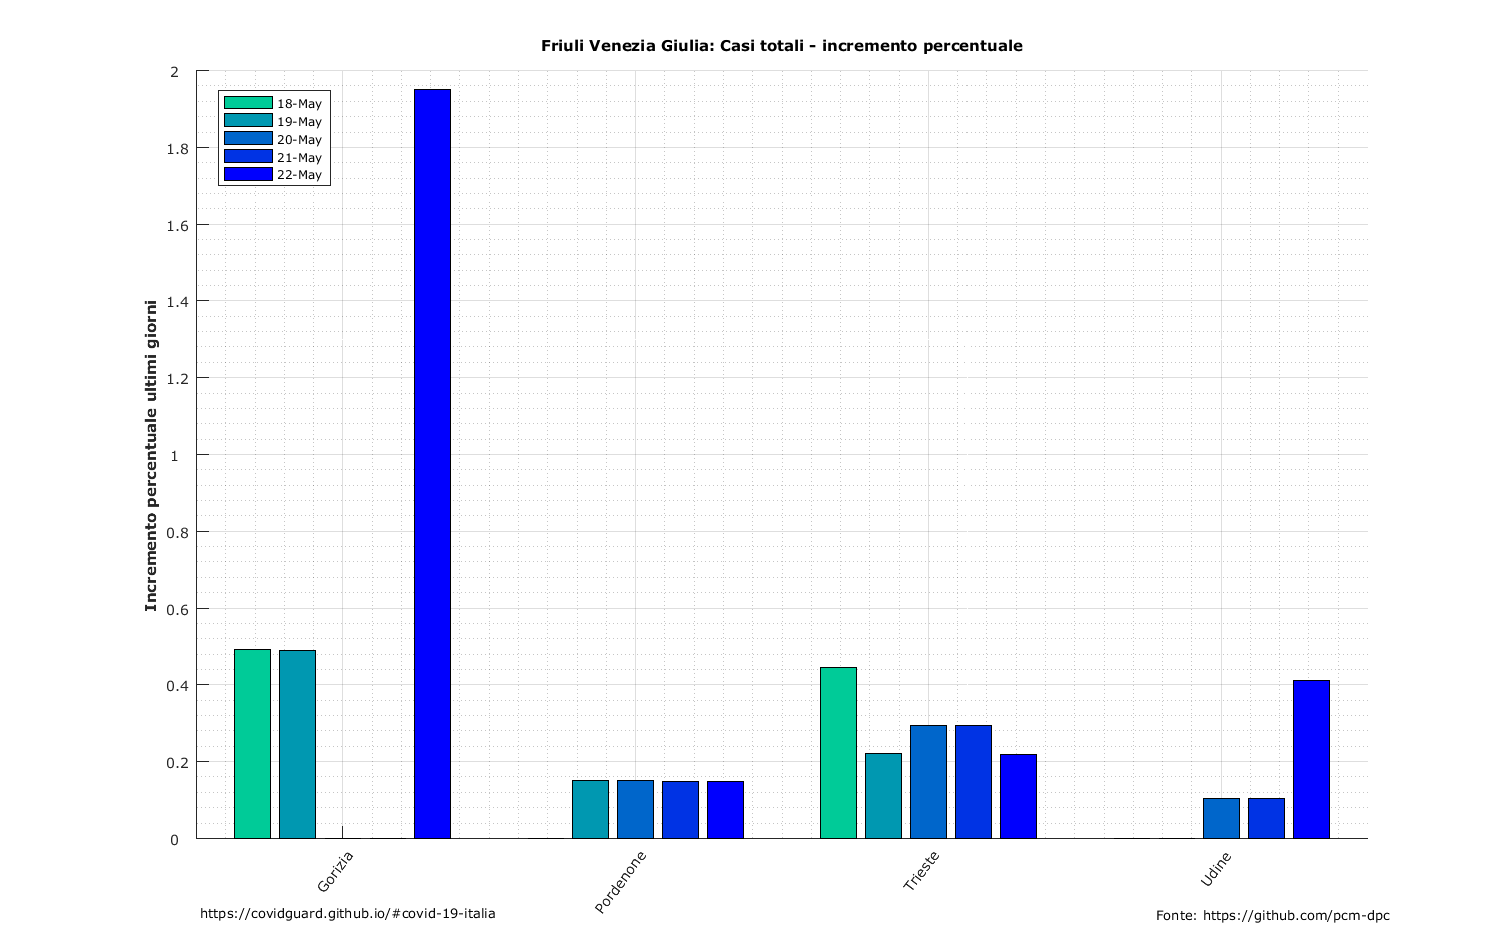 Friuli Venezia Giulia: Casi totali - incremento percentuale
2
1.8
1.6
1.4
1.2
1
0.8
0.6
0.4
0.2
0
Incremento percentuale ultimi giorni
18-May
19-May
20-May
21-May
22-May
Gorizia
Pordenone
Trieste
Udine
https://covidguard.github.io/#covid-19-italia
Fonte: https://github.com/pcm-dpc